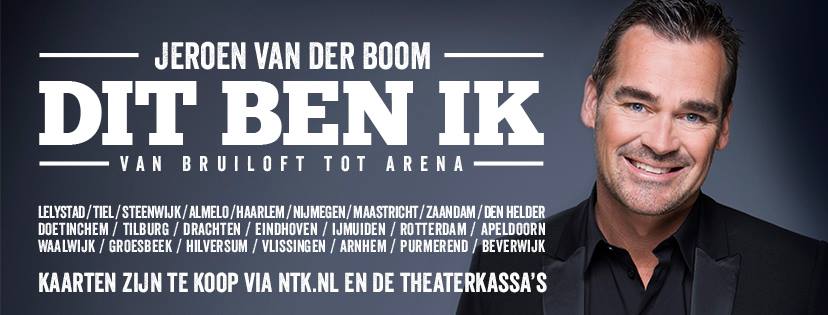 JEROEN VAN DER BOOM
DIT BEN IK
VAN BRUILOFT TOT ARENA
LELYSTAD / TIEL / STEENWIJK / ALMELO / HAARLEM / NIJMEGEN / MAASTRICHT / ZAANDAM / DEN HELDER
DOETINCHEM / TILBURG / DRACHTEN / EINDHOVEN / IJMUIDEN / ROTTERDAM / APELDOORN
WAALWIJK / GROESBEEK / HILVERSUM / VLISSINGEN / ARNHEM / PURMEREND / BEVERWIJK
KAARTEN ZIJN TE KOOP VIA NTK.NL EN DE THEATERKASSA'S